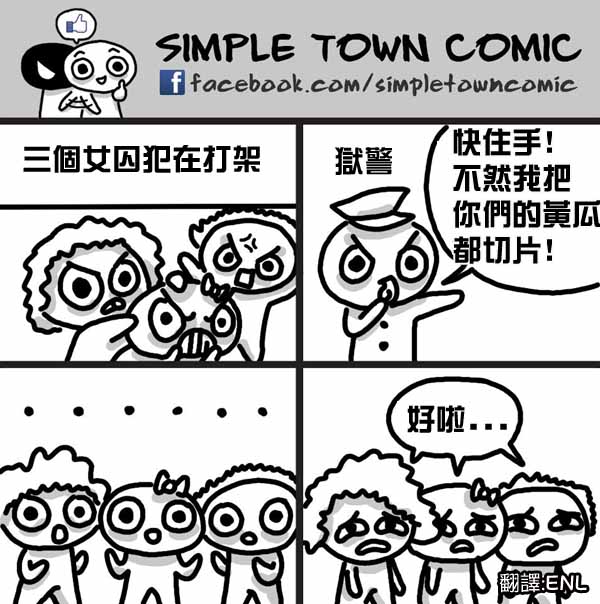 SIMPLE TOWN COMIC
f facebook.com/simpletowncomic
三個女囚犯在打架
獄警
快住手!
不然我把
你們的黃瓜
都切片!
......
好啦...
翻譯:ENL